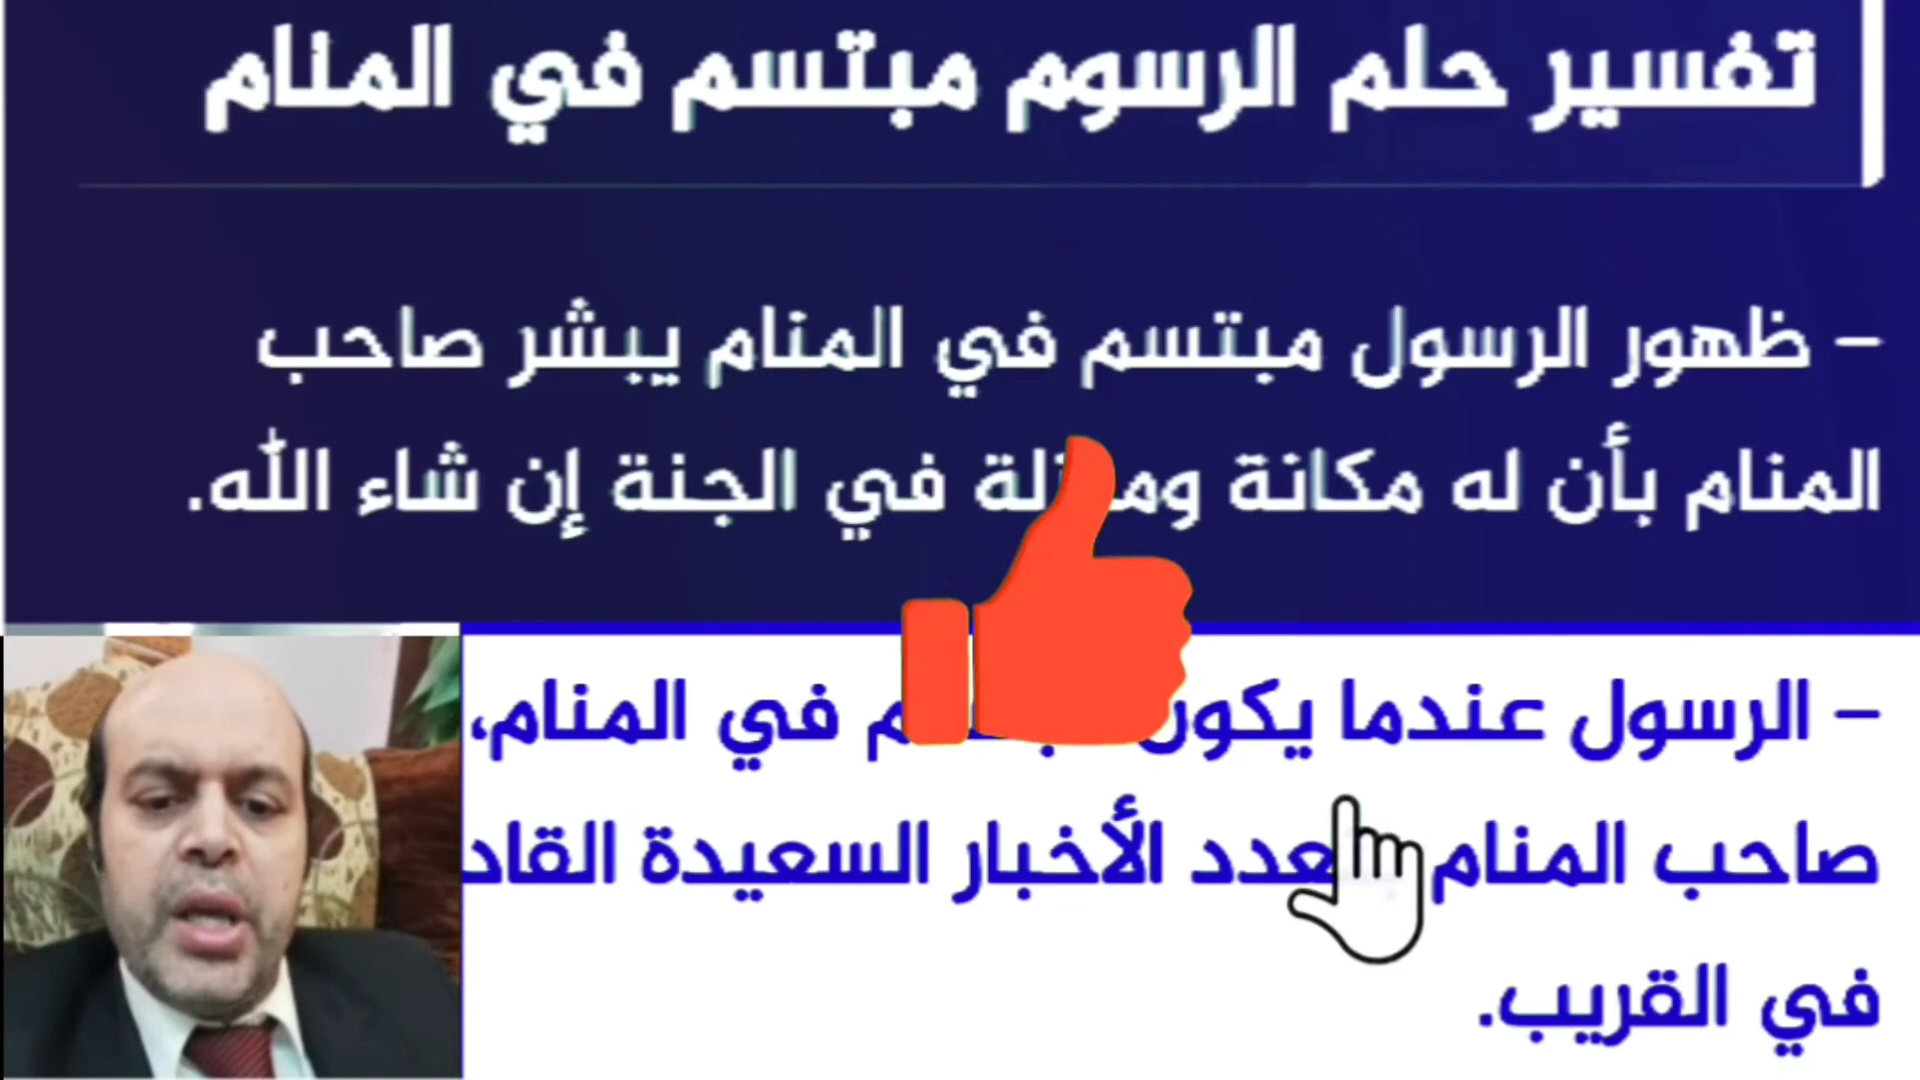 تفسير حلم الرسوم مبتسم في المنام
– ظهور الرسول مبتسم في المنام يبشر صاحب
المنام بأن له مكانة في الجنة إن شاء الله.
– الرسول عندما في المنام،
صاحب المنام الأخبار السعيدة
في القريب.